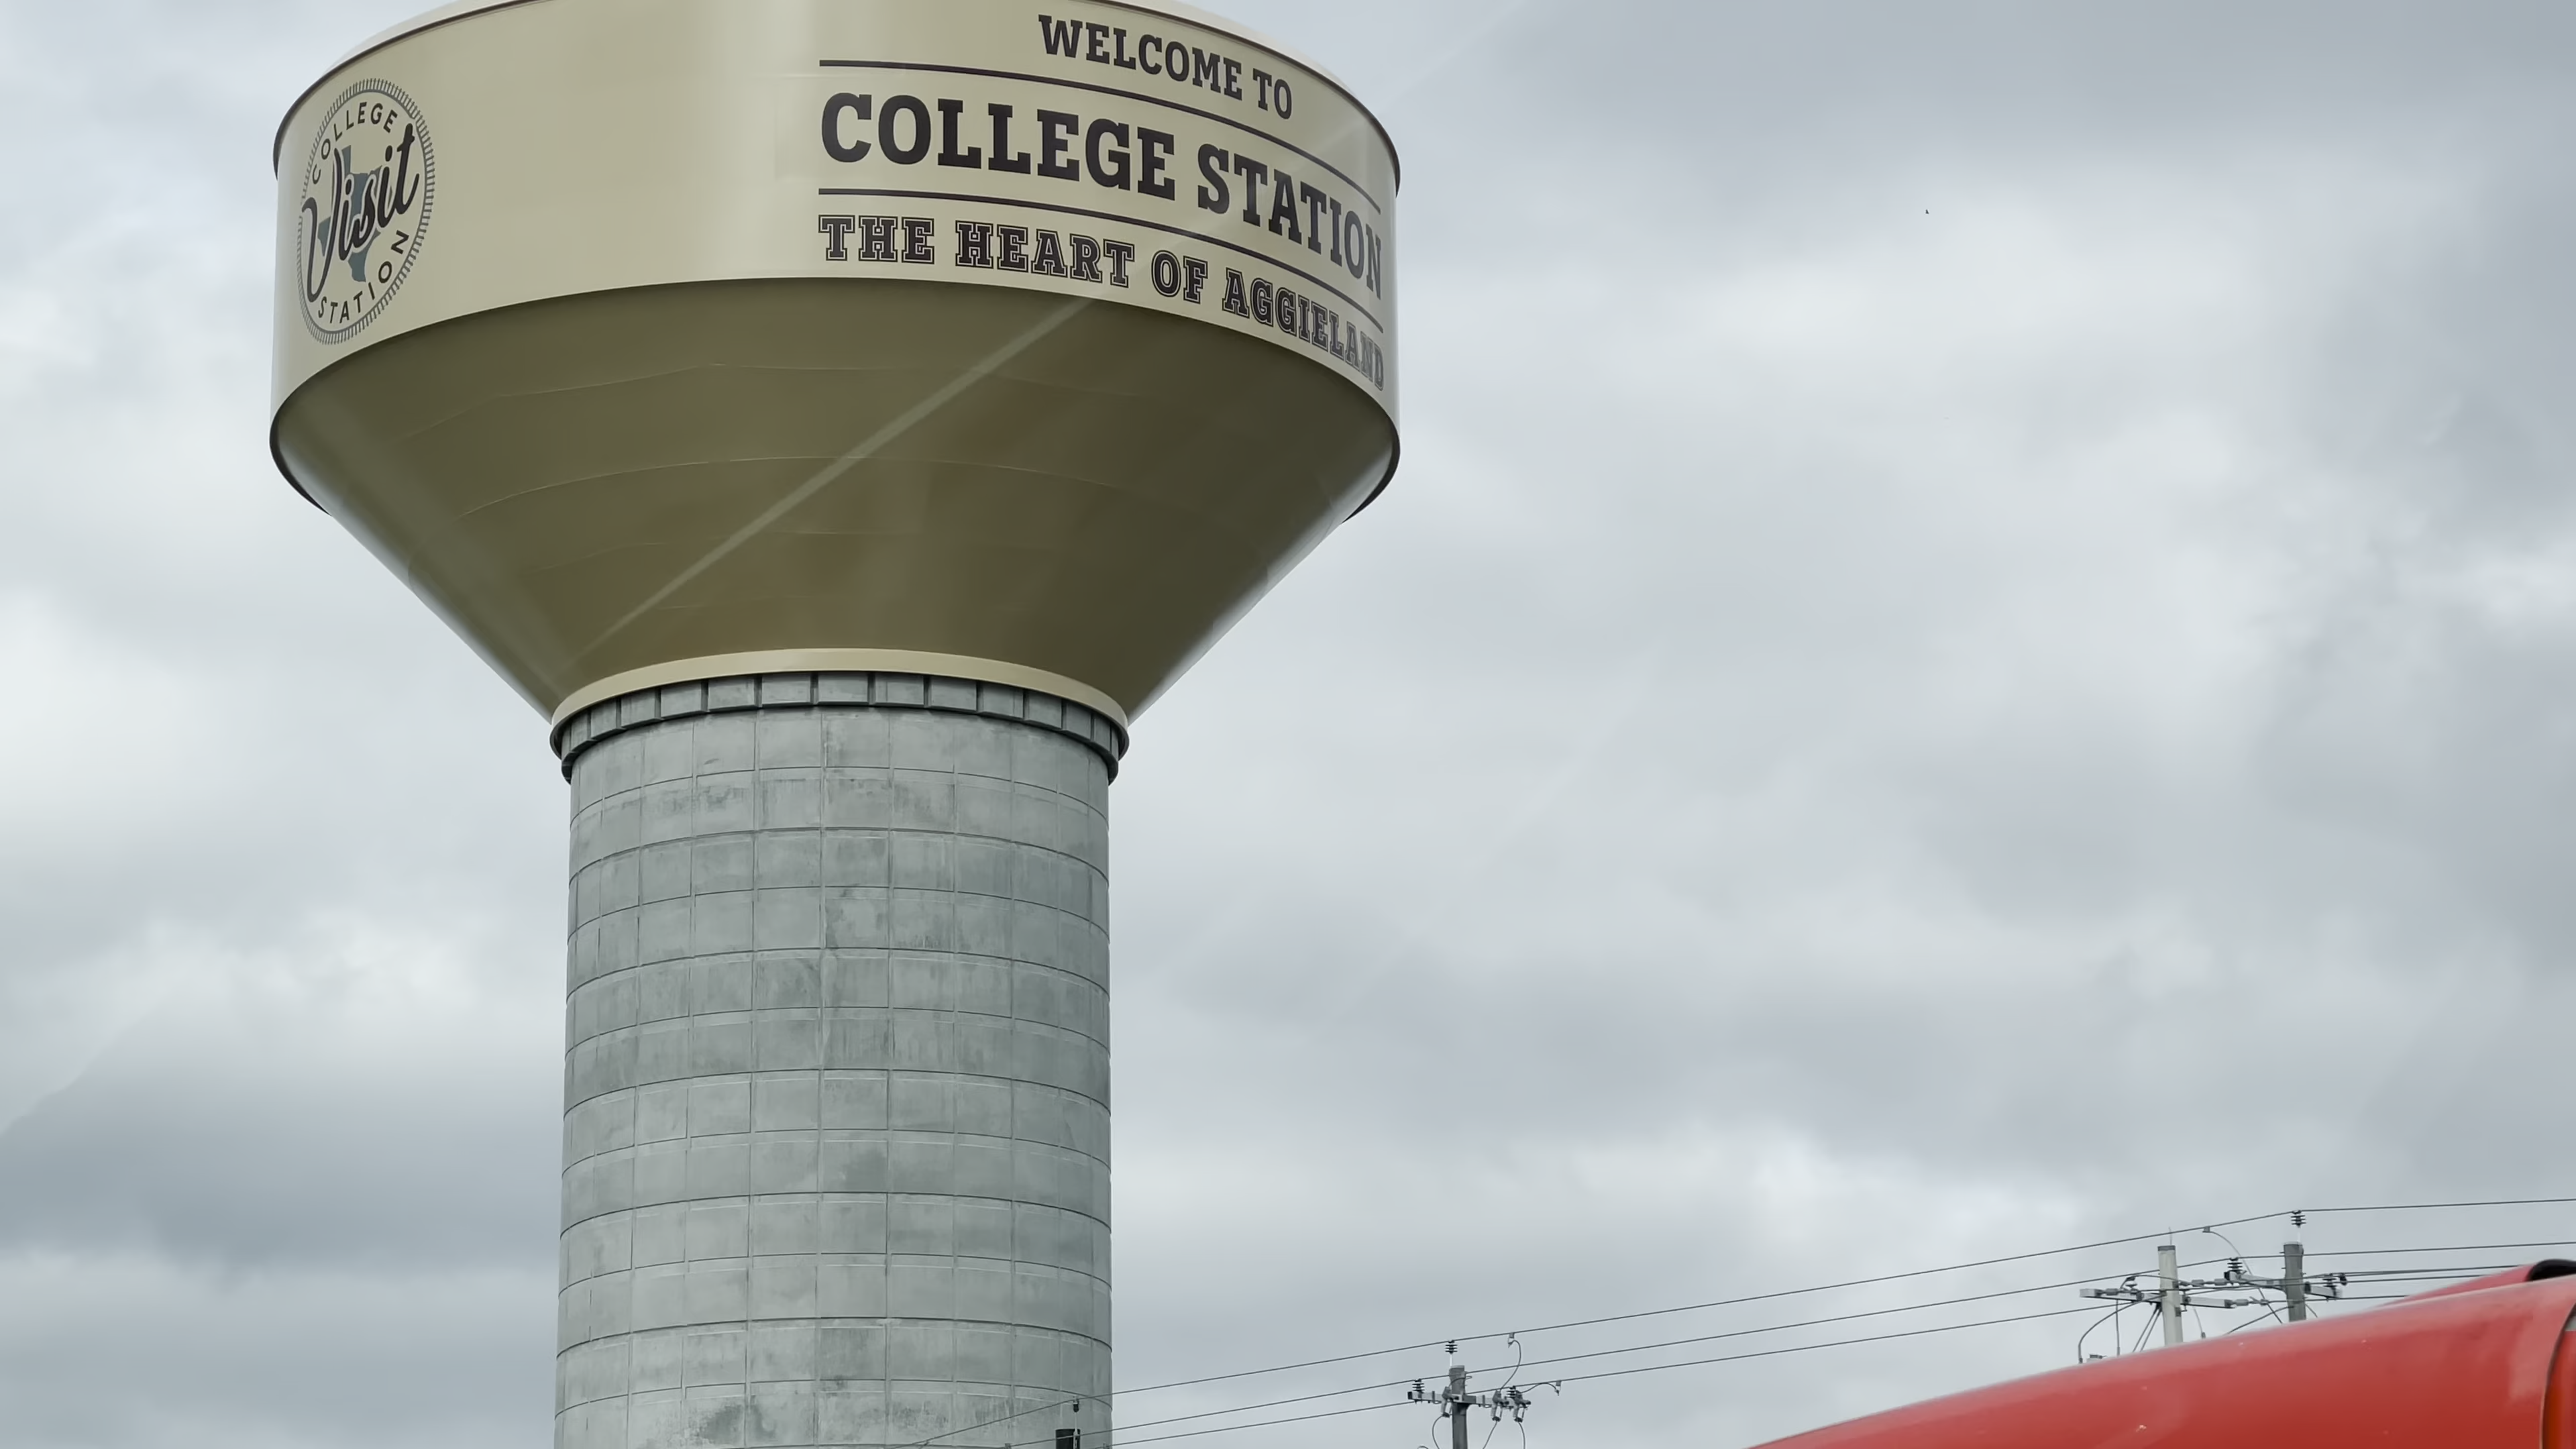 COLLEGE
Visit
STATION
WELCOME TO
COLLEGE STATION
THE HEART OF AGGIELAND